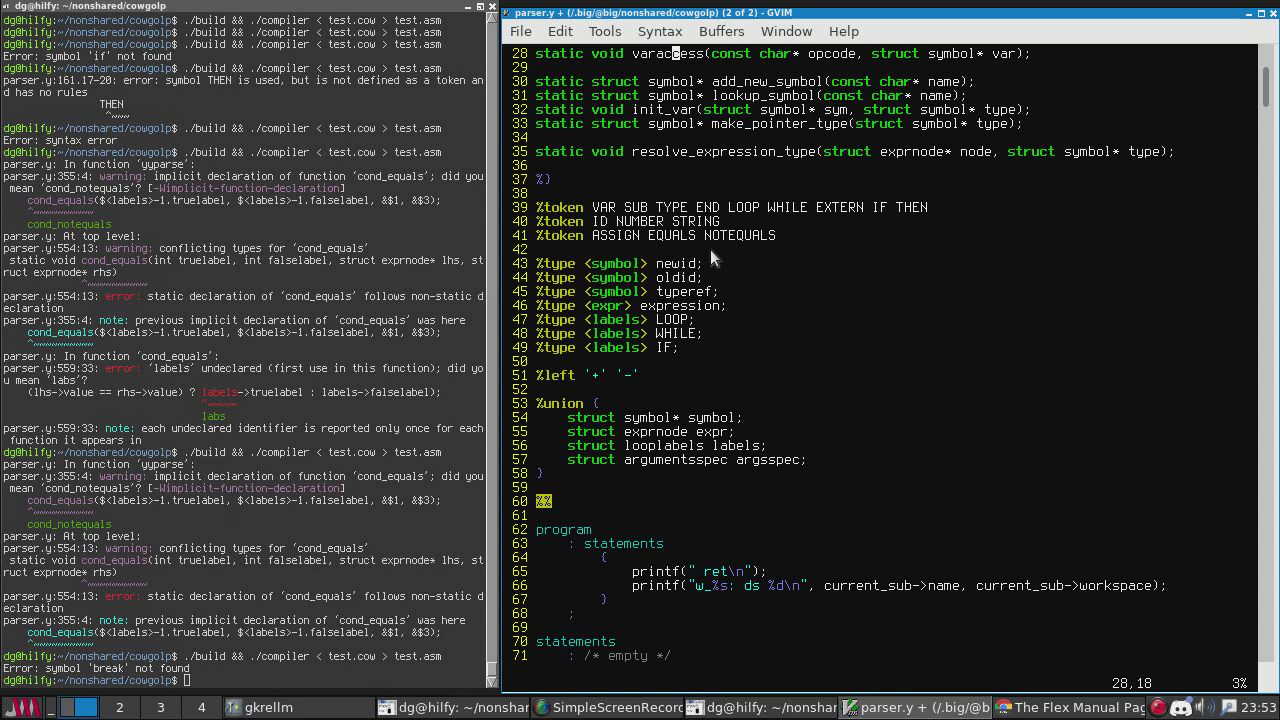 dg@hilfy: ~/nonshared/cowgolp
dg@hilfy:~/nonshared/cowgolp$ ./build && ./compiler < test.cow > test.asm
dg@hilfy:~/nonshared/cowgolp$ ./build && ./compiler < test.cow > test.asm
dg@hilfy:~/nonshared/cowgolp$ ./build && ./compiler < test.cow > test.asm
Error: symbol 'if' not found
dg@hilfy:~/nonshared/cowgolp$ ./build && ./compiler < test.cow > test.asm
parser.y:161.17-20: error: symbol THEN is used, but is not defined as a token an
d has no rules
THEN
^~~~
dg@hilfy:~/nonshared/cowgolp$ ./build && ./compiler < test.cow > test.asm
Error: syntax error
dg@hilfy:~/nonshared/cowgolp$ ./build && ./compiler < test.cow > test.asm
parser.y: In function ‘yyparse’:
parser.y:355:4: warning: implicit declaration of function ‘cond_equals’; did you
mean ‘cond_notequals’? [-Wimplicit-function-declaration]
cond_equals($<labels>-1.truelabel, $<labels>-1.falselabel, &$1, &$3);
^~~~~~~~~~~
cond_notequals
parser.y: At top level:
parser.y:554:13: warning: conflicting types for ‘cond_equals’
static void cond_equals(int truelabel, int falselabel, struct exprnode* lhs, st
ruct exprnode* rhs)
^~~~~~~~~~~
parser.y:554:13: error: static declaration of ‘cond_equals’ follows non-static d
eclaration
parser.y:355:4: note: previous implicit declaration of ‘cond_equals’ was here
cond_equals($<labels>-1.truelabel, $<labels>-1.falselabel, &$1, &$3);
^~~~~~~~~~~
parser.y: In function ‘cond_equals’:
parser.y:559:33: error: ‘labels’ undeclared (first use in this function); did yo
u mean ‘labs’?
(lhs->value == rhs->value) ? labels->truelabel : labels->falselabel);
^~~~~~
labs
parser.y:559:33: note: each undeclared identifier is reported only once for each
function it appears in
dg@hilfy:~/nonshared/cowgolp$ ./build && ./compiler < test.cow > test.asm
parser.y: In function ‘yyparse’:
parser.y:355:4: warning: implicit declaration of function ‘cond_equals’; did you
mean ‘cond_notequals’? [-Wimplicit-function-declaration]
cond_equals($<labels>-1.truelabel, $<labels>-1.falselabel, &$1, &$3);
^~~~~~~~~~~
cond_notequals
parser.y: At top level:
parser.y:554:13: warning: conflicting types for ‘cond_equals’
static void cond_equals(int truelabel, int falselabel, struct exprnode* lhs, st
ruct exprnode* rhs)
^~~~~~~~~~~
parser.y:554:13: error: static declaration of ‘cond_equals’ follows non-static d
eclaration
parser.y:355:4: note: previous implicit declaration of ‘cond_equals’ was here
cond_equals($<labels>-1.truelabel, $<labels>-1.falselabel, &$1, &$3);
^~~~~~~~~~~
dg@hilfy:~/nonshared/cowgolp$ ./build && ./compiler < test.cow > test.asm
Error: symbol 'break' not found
dg@hilfy:~/nonshared/cowgolp$
parser.y + (/.big/@big/nonshared/cowgolp) (2 of 2) - GVIM
File Edit Tools Syntax Buffers Window Help
28 static void varaccess(const char* opcode, struct symbol* var);
29
30 static struct symbol* add_new_symbol(const char* name);
31 static struct symbol* lookup_symbol(const char* name);
32 static void init_var(struct symbol* sym, struct symbol* type);
33 static struct symbol* make_pointer_type(struct symbol* type);
34
35 static void resolve_expression_type(struct exprnode* node, struct symbol* type);
36
37 %}
38
39 %token VAR SUB TYPE END LOOP WHILE EXTERN IF THEN
40 %token ID NUMBER STRING
41 %token ASSIGN EQUALS NOTEQUALS
42
43 %type <symbol> newid;
44 %type <symbol> oldid;
45 %type <symbol> typeref;
46 %type <expr> expression;
47 %type <labels> LOOP;
48 %type <labels> WHILE;
49 %type <labels> IF;
50
51 %left '+' '-'
52
53 %union {
54 struct symbol* symbol;
55 struct exprnode expr;
56 struct looplabels labels;
57 struct argumentsspec argsspec;
58 }
59
60 %%
61
62 program
63 : statements
64 {
65 printf(" ret\n");
66 printf("w_%s: ds %d\n", current_sub->name, current_sub->workspace);
67 }
68 ;
69
70 statements
71 : /* empty */
28,18 3%
2 3 4 gkrellm dg@hilfy: ~/nonshar SimpleScreenRecor dg@hilfy: ~/nonshar parser.y + (/.big/@b The Flex Manual Pag 23:53